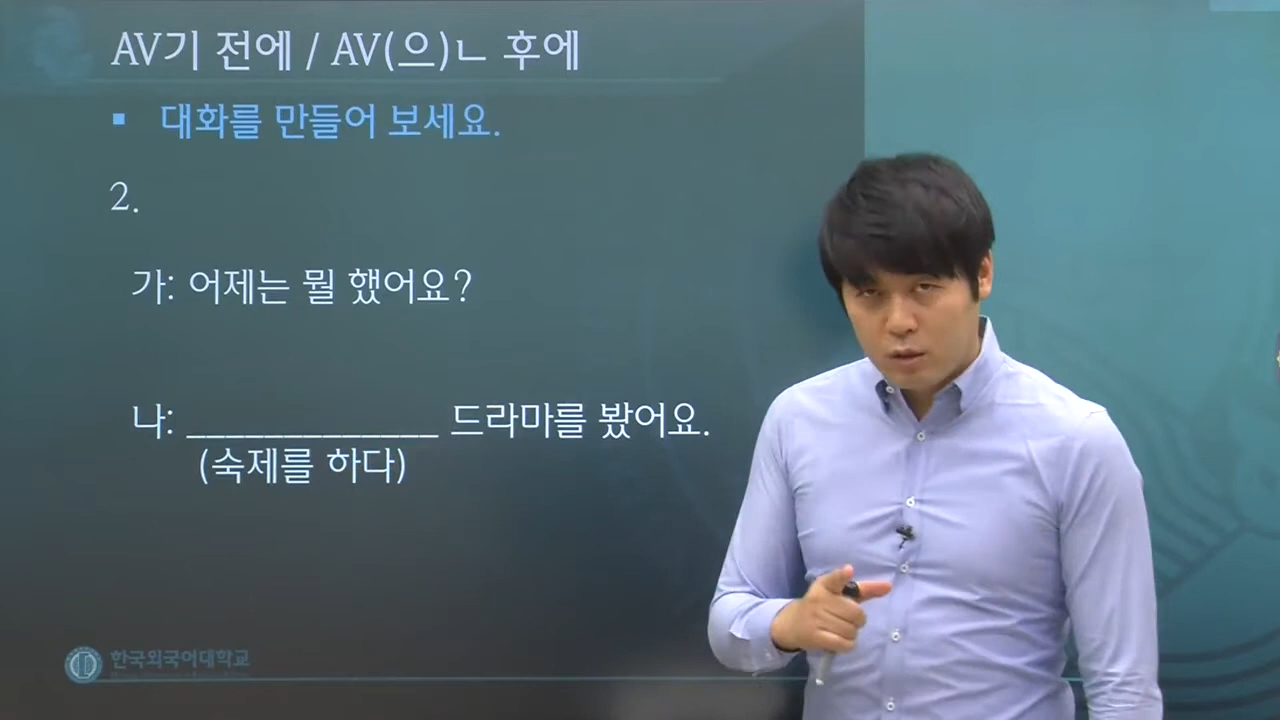 AV기 전에 / AV(으)ㄴ 후에
▪ 대화를 만들어 보세요.
2.
가: 어제는 뭘 했어요?
나: _____________ 드라마를 봤어요.
(숙제를 하다)
한국외국어대학교